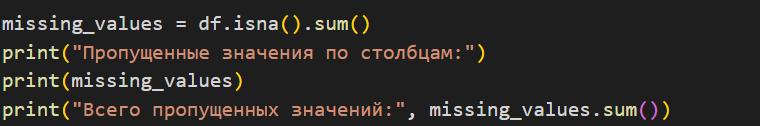 missing_values = df.isna().sum()
print("Пропущенные значения по столбцам:")
print(missing_values)
print("Всего пропущенных значений:", missing_values.sum())